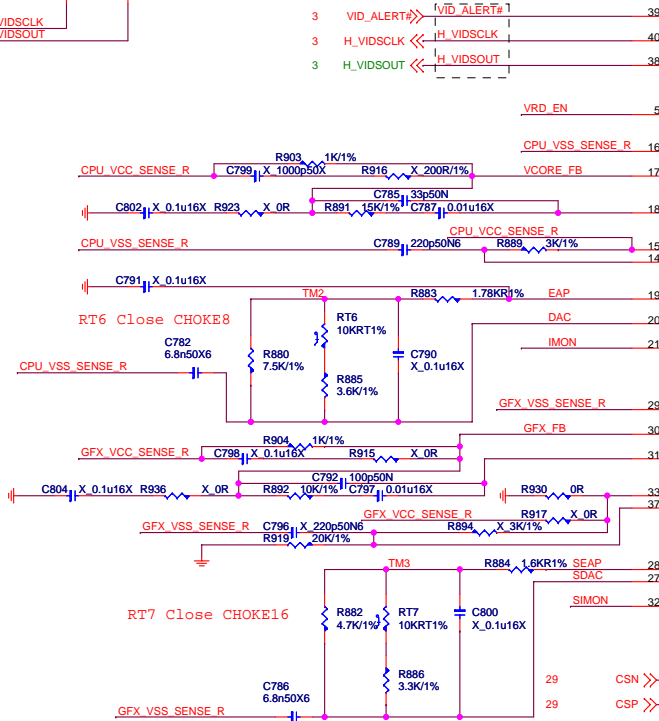 VIDSCLK
VIDSOUT
3 VID_ALERT# VID_ALERT# 39
3 H_VIDSCLK H_VIDSCLK 40
3 H_VIDSOUT H_VIDSOUT 38
VRD_EN 5
CPU_VSS_SENSE_R 16
R903 1K/1%
CPU_VCC_SENSE_R C799 X_1000p50X R916 X_200R/1% VCORE_FB 17
C785 33p50N
C802 X_0.1u16X R923 X_0R R891 15K/1% C787 0.01u16X 18
CPU_VCC_SENSE_R
CPU_VSS_SENSE_R C789 220p50N6 R889 3K/1% 15
14
C791 X_0.1u16X
TM2 R883 1.78KR1% EAP 19
RT6 Close CHOKE8
RT6
10KRT1%
DAC 20
C782
6.8n50X6
IMON 21
R880
7.5K/1%
C790
X_0.1u16X
CPU_VSS_SENSE_R
R885
3.6K/1%
GFX_VSS_SENSE_R 29
GFX_FB 30
R904 1K/1%
GFX_VCC_SENSE_R C798 X_0.1u16X R915 X_0R 31
C792 100p50N
C804 X_0.1u16X R936 X_0R R892 10K/1% C797 0.01u16X R930 0R 33
37
GFX_VCC_SENSE_R R917 X_0R
GFX_VSS_SENSE_R C796 X_220p50N6 R894 X_3K/1%
R919 20K/1%
TM3 R884 1.6KR1% SEAP 28
SDAC 27
RT7 Close CHOKE16
R882
4.7K/1%
RT7
10KRT1%
C800
X_0.1u16X
SIMON 32
R886
3.3K/1%
C786
6.8n50X6
29 CSN
29 CSP
GFX_VSS_SENSE_R